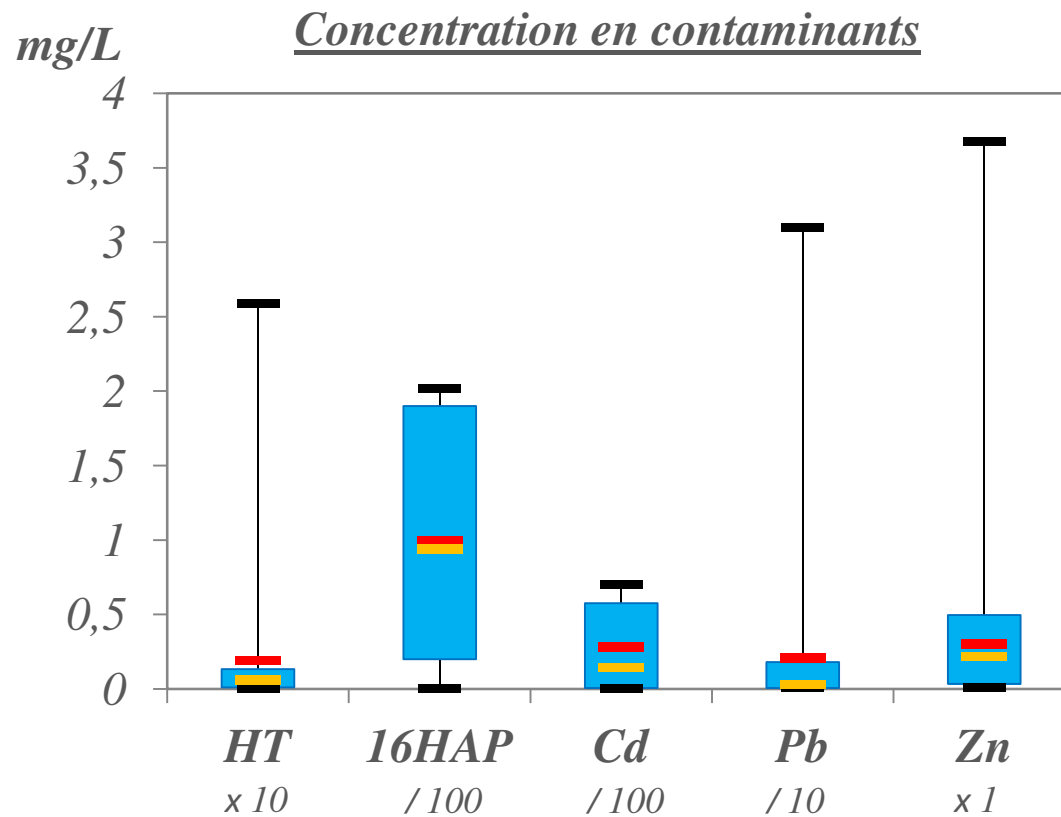 mg/L
Concentration en contaminants
4
3,5
3
2,5
2
1,5
1
0,5
0
HT 16HAP Cd Pb Zn
x 10 / 100 / 100 / 10 x 1